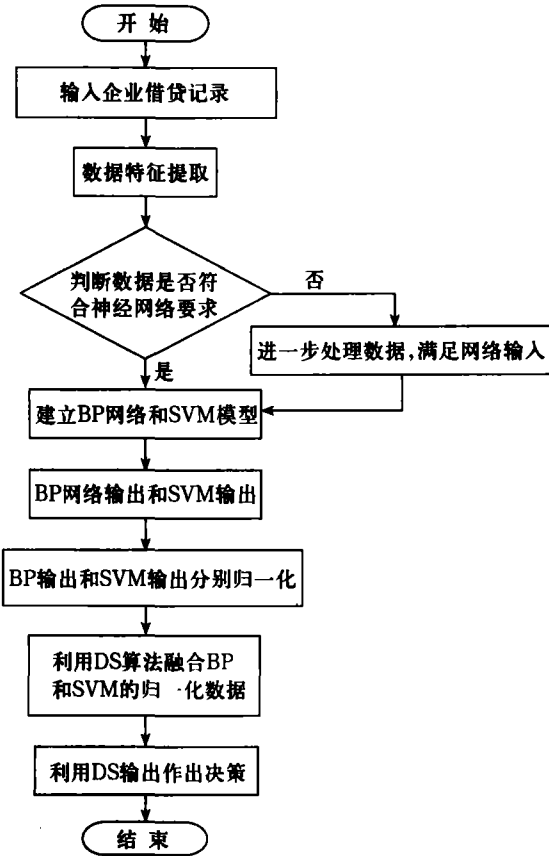 开 始
输入企业借贷记录
数据特征提取
判断数据是否符
合神经网络要求
否
进一步处理数据,满足网络输入
是
建立BP网络和SVM模型
BP网络输出和SVM输出
BP输出和SVM输出分别归一化
利用DS算法融合BP
和SVM的归一化数据
利用DS输出作出决策
结 束